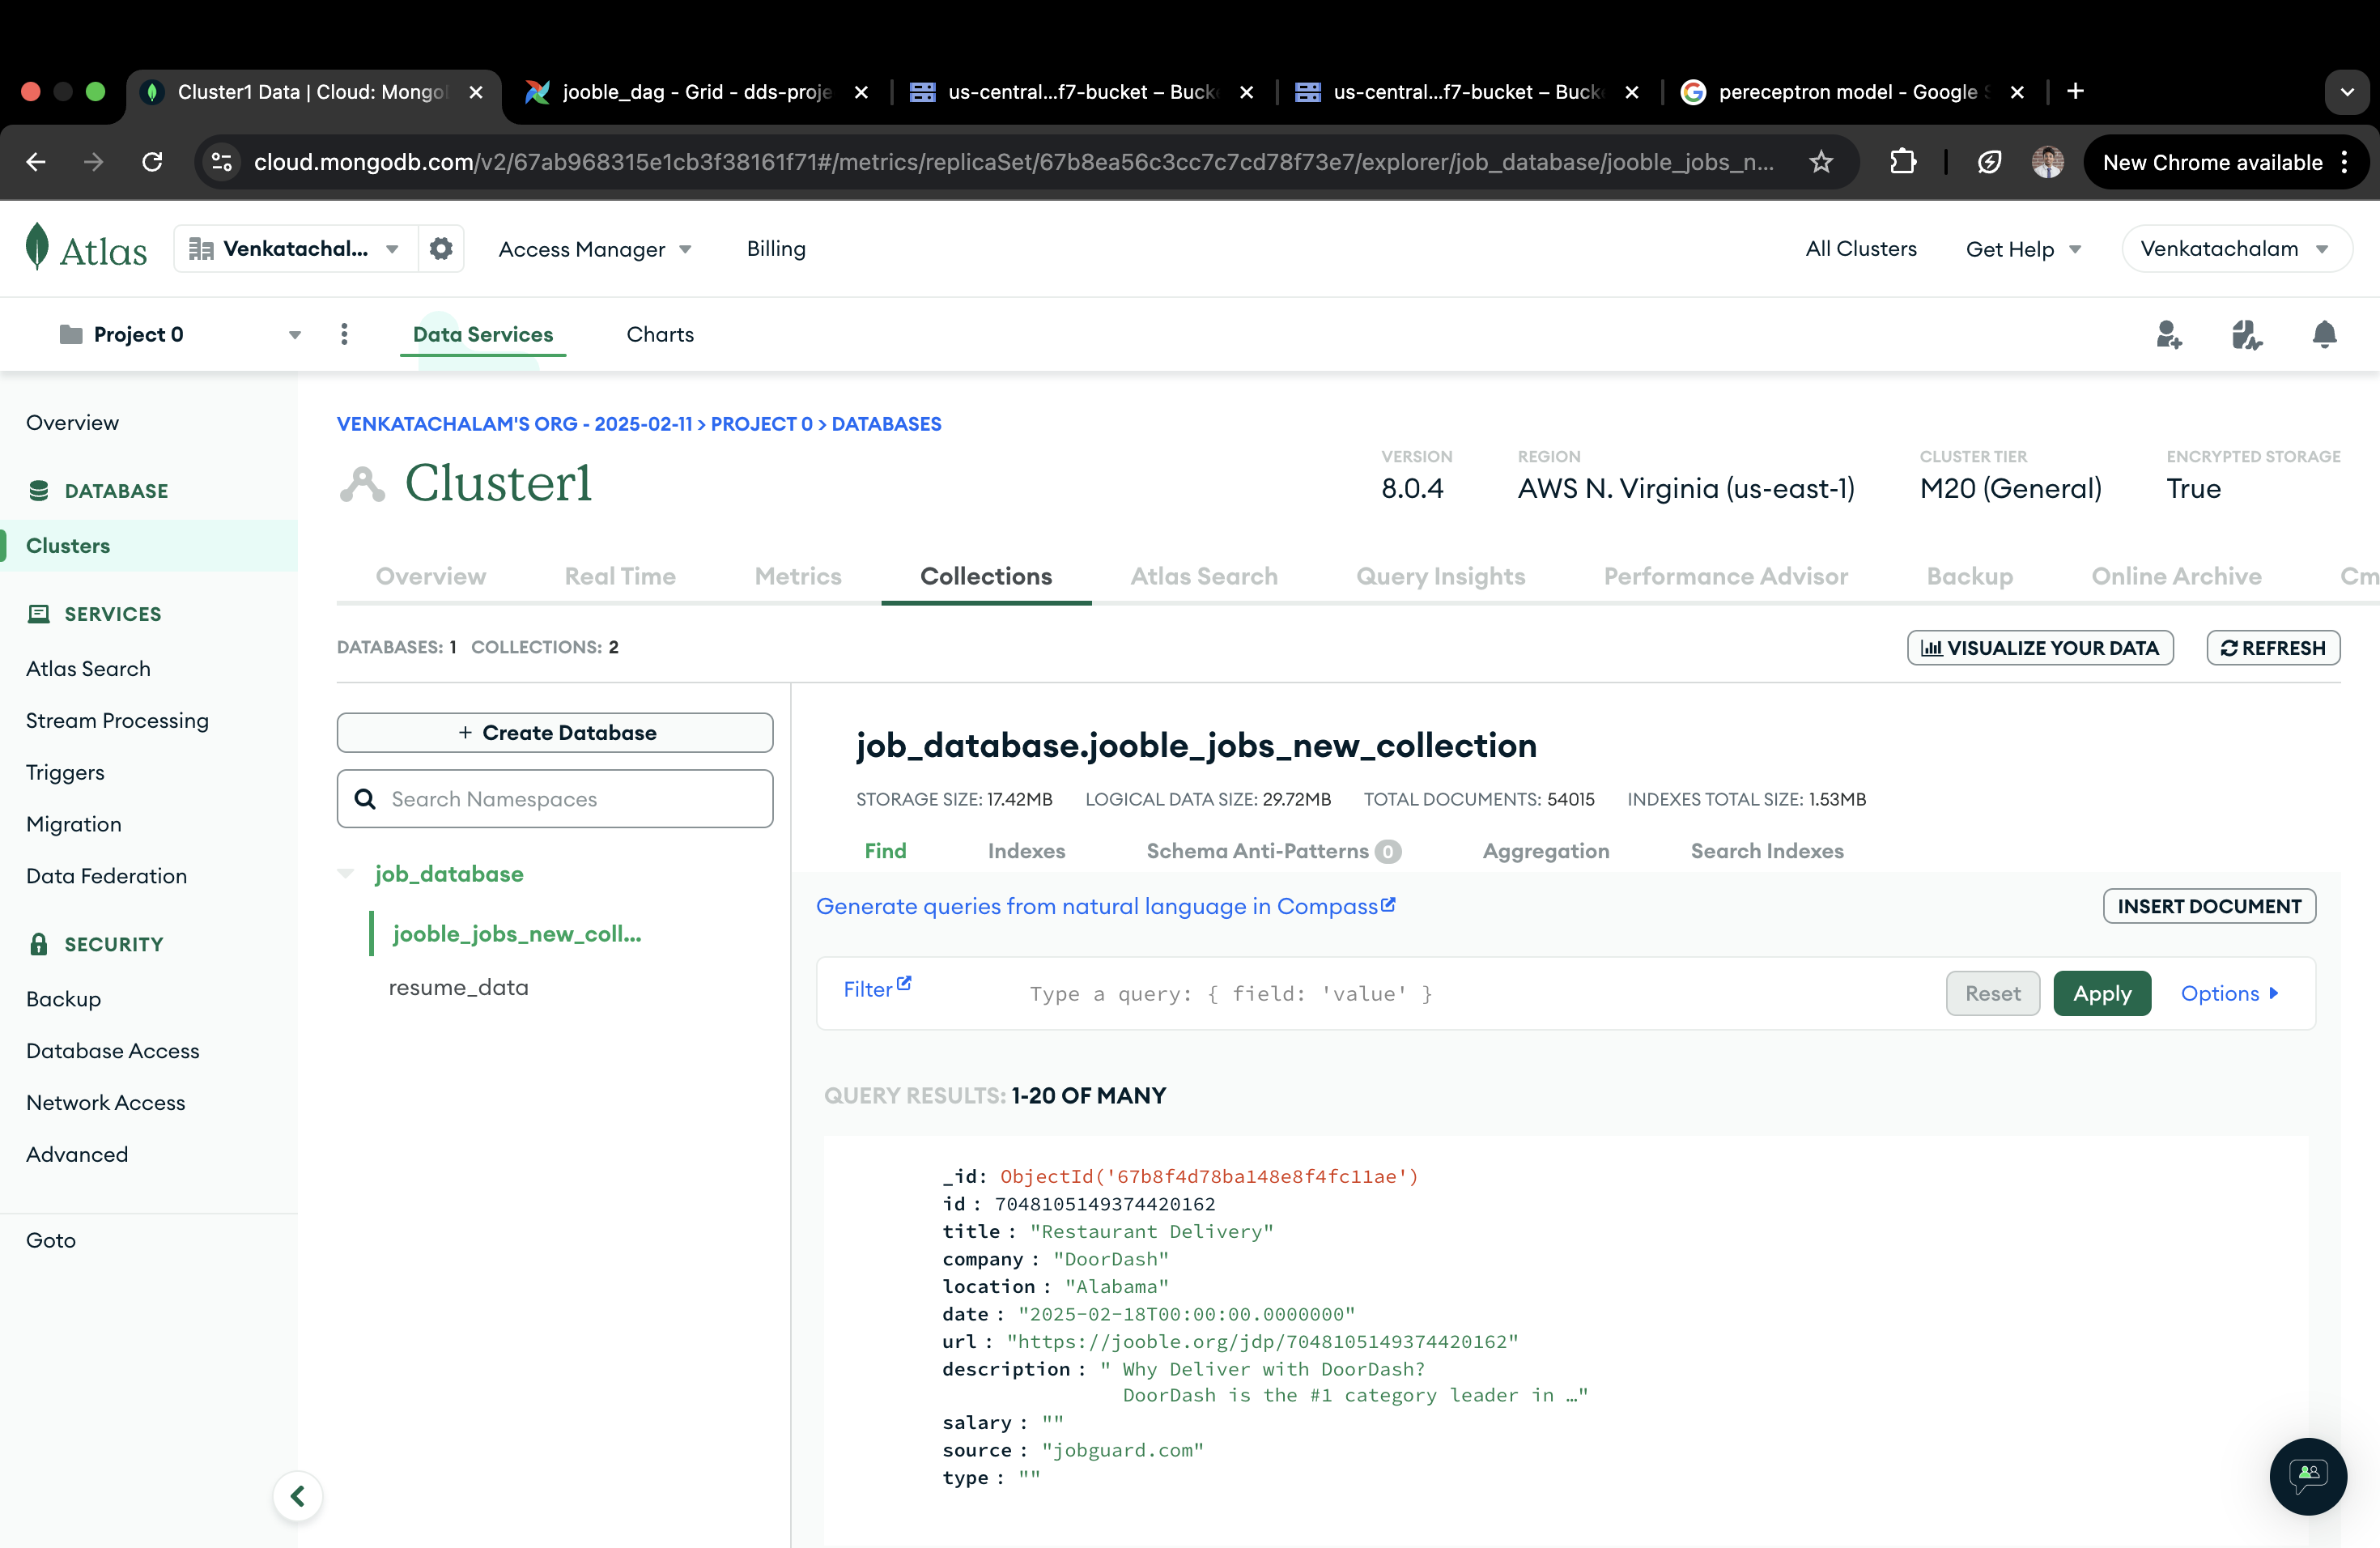 Cluster1 Data | Cloud: Mongo
jooble_dag - Grid - dds-proje
us-central...f7-bucket – Buck
us-central...f7-bucket – Buck
pereceptron model - Google S
cloud.mongodb.com/v2/67ab968315e1cb3f38161f71#/metrics/replicaSet/67b8ea56c3cc7c7cd78f73e7/explorer/job_database/jooble_jobs_n...
New Chrome available
Atlas
Venkatachal...
Access Manager
Billing
All Clusters
Get Help
Venkatachalam
Project 0
Data Services
Charts
Overview
DATABASE
Clusters
SERVICES
Atlas Search
Stream Processing
Triggers
Migration
Data Federation
SECURITY
Backup
Database Access
Network Access
Advanced
Goto
VENKATACHALAM'S ORG - 2025-02-11 > PROJECT 0 > DATABASES
Cluster1
VERSION
8.0.4
REGION
AWS N. Virginia (us-east-1)
CLUSTER TIER
M20 (General)
ENCRYPTED STORAGE
True
Overview
Real Time
Metrics
Collections
Atlas Search
Query Insights
Performance Advisor
Backup
Online Archive
Cm
DATABASES: 1 COLLECTIONS: 2
VISUALIZE YOUR DATA
REFRESH
+ Create Database
Search Namespaces
job_database
jooble_jobs_new_coll...
resume_data
job_database.jooble_jobs_new_collection
STORAGE SIZE: 17.42MB LOGICAL DATA SIZE: 29.72MB TOTAL DOCUMENTS: 54015 INDEXES TOTAL SIZE: 1.53MB
Find
Indexes
Schema Anti-Patterns 0
Aggregation
Search Indexes
Generate queries from natural language in Compass
INSERT DOCUMENT
Filter
Type a query: { field: 'value' }
Reset
Apply
Options
QUERY RESULTS: 1-20 OF MANY
_id: ObjectId('67b8f4d78ba148e8f4fc11ae')
id : 7048105149374420162
title : "Restaurant Delivery"
company : "DoorDash"
location : "Alabama"
date : "2025-02-18T00:00:00.0000000"
url : "https://jooble.org/jdp/7048105149374420162"
description : " Why Deliver with DoorDash?
DoorDash is the #1 category leader in …"
salary : ""
source : "jobguard.com"
type : ""